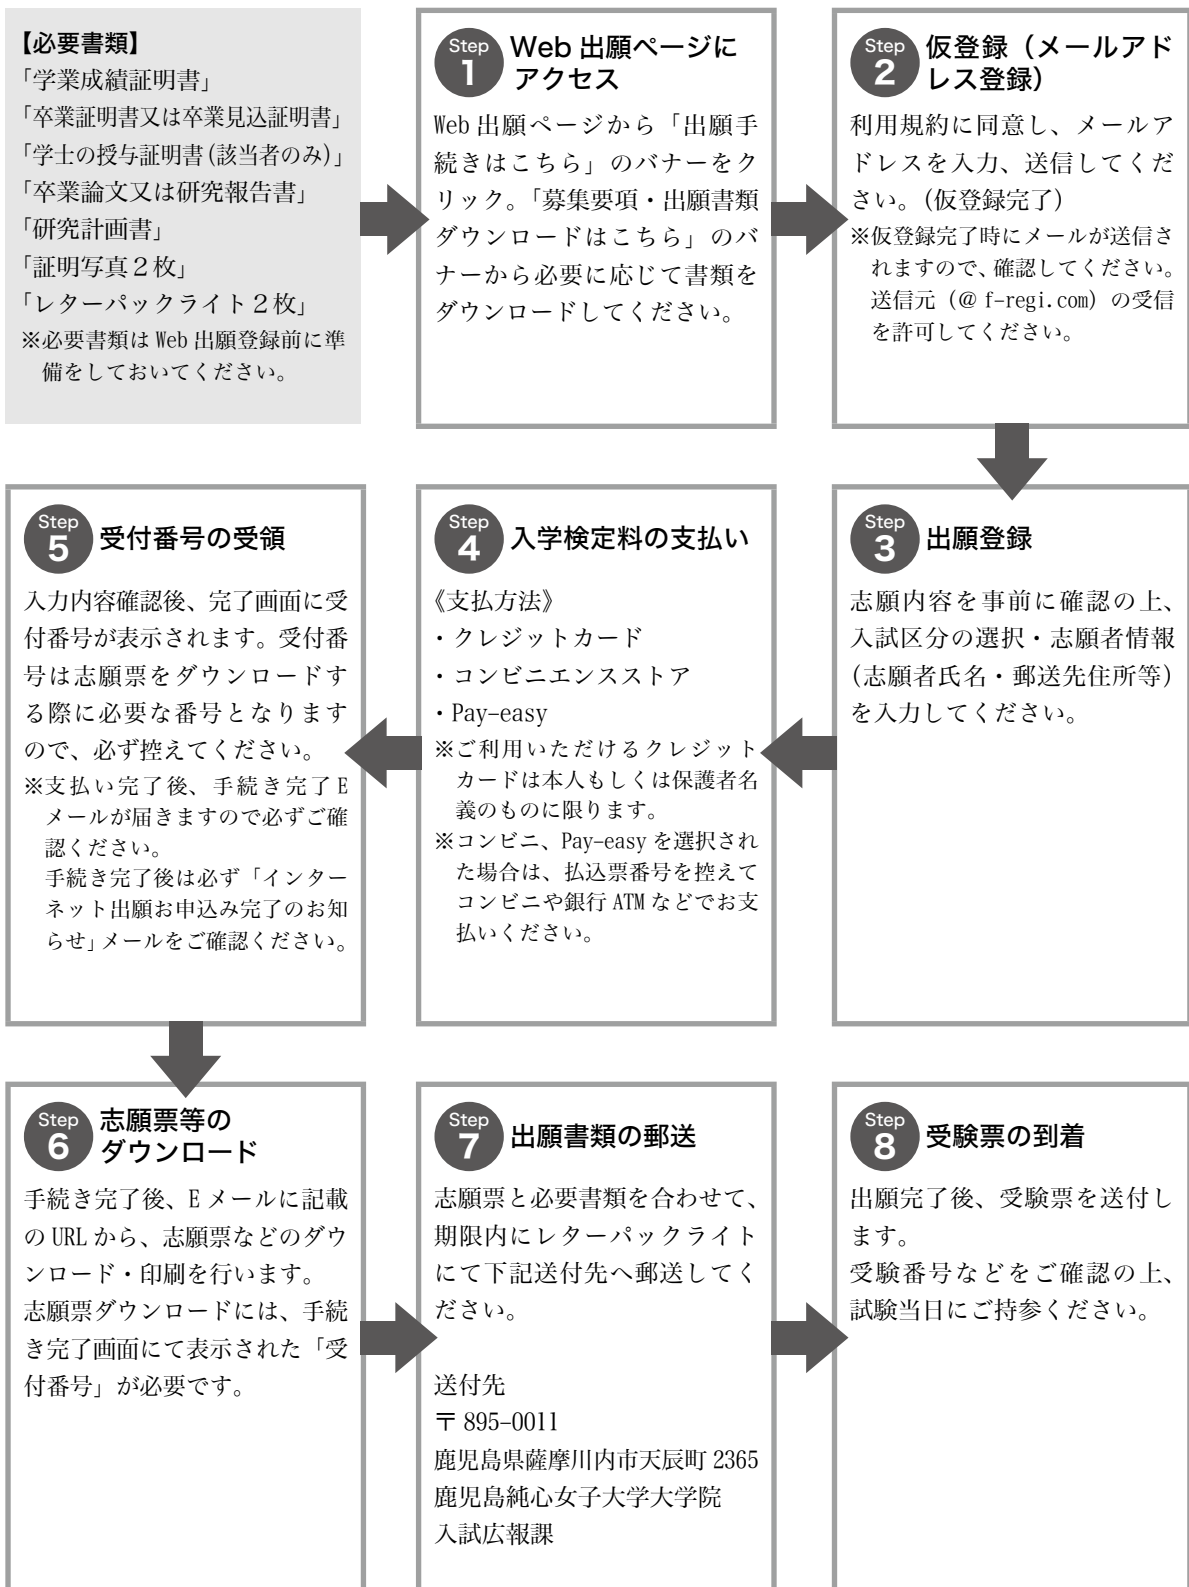 【必要書類】
「学業成績証明書」
「卒業証明書又は卒業見込証明書」
「学士の授与証明書(該当者のみ)」
「卒業論文又は研究報告書」
「研究計画書」
「証明写真２枚」
「レターパックライト２枚」
※必要書類は Web 出願登録前に準
備をしておいてください。
Step
1
Web 出願ページに
アクセス
Web 出願ページから「出願手
続きはこちら」のバナーをク
リック。「募集要項・出願書類
ダウンロードはこちら」のバ
ナーから必要に応じて書類を
ダウンロードしてください。
Step
2
仮登録（メールアド
レス登録）
利用規約に同意し、メールア
ドレスを入力、送信してくだ
さい。(仮登録完了)
※仮登録完了時にメールが送信さ
れますので、確認してください。
送信元（@ f-regi.com）の受信
を許可してください。
Step
3
出願登録
志願内容を事前に確認の上、
入試区分の選択・志願者情報
(志願者氏名・郵送先住所等)
を入力してください。
Step
4
入学検定料の支払い
《支払方法》
・クレジットカード
・コンビニエンスストア
・Pay-easy
※ご利用いただけるクレジット
カードは本人もしくは保護者名
義のものに限ります。
※コンビニ、Pay-easy を選択され
た場合は、払込票番号を控えて
コンビニや銀行 ATM などでお支
払いください。
Step
5
受付番号の受領
入力内容確認後、完了画面に受
付番号が表示されます。受付番
号は志願票をダウンロードす
る際に必要な番号となります
ので、必ず控えてください。
※支払い完了後、手続き完了 E
メールが届きますので必ずご確
認ください。
手続き完了後は必ず「インター
ネット出願お申込み完了のお知
らせ」メールをご確認ください。
Step
6
志願票等の
ダウンロード
手続き完了後、E メールに記載
の URL から、志願票などのダウ
ンロード・印刷を行います。
志願票ダウンロードには、手続
き完了画面にて表示された「受
付番号」が必要です。
Step
7
出願書類の郵送
志願票と必要書類を合わせて、
期限内にレターパックライト
にて下記送付先へ郵送してく
ださい。
送付先
〒 895-0011
鹿児島県薩摩川内市天辰町 2365
鹿児島純心女子大学大学院
入試広報課
Step
8
受験票の到着
出願完了後、受験票を送付し
ます。
受験番号などをご確認の上、
試験当日にご持参ください。